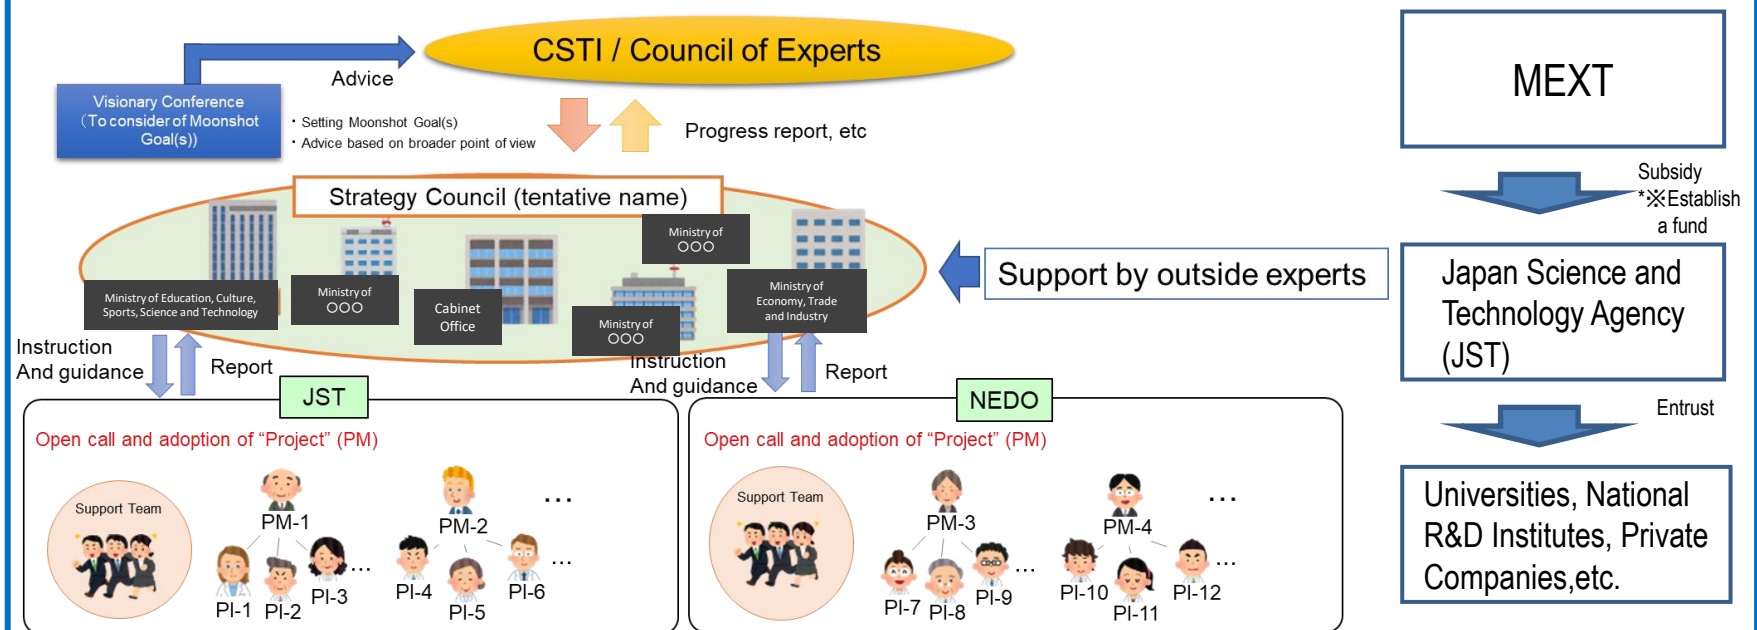 CSTI / Council of Experts
Advice
Visionary Conference
（To consider of Moonshot
Goal(s))
・Setting Moonshot Goal(s)
・Advice based on broader point of view
Progress report, etc
Strategy Council (tentative name)
Ministry of Education, Culture,
Sports, Science and Technology
Ministry of
○○○
Cabinet
Office
Ministry of
○○○
Ministry of
○○○
Ministry of
Economy, Trade
and Industry
Support by outside experts
Instruction
And guidance
Report
Instruction
And guidance
Report
JST
Open call and adoption of “Project” (PM)
Support Team
PM-1
PM-2
...
PI-1
PI-2
PI-3
...
PI-4
PI-5
PI-6
...
NEDO
Open call and adoption of “Project” (PM)
Support Team
PM-3
PM-4
...
PI-7
PI-8
PI-9
...
PI-10
PI-11
PI-12
...
MEXT
Subsidy
*※Establish
a fund
Japan Science and
Technology Agency
(JST)
Entrust
Universities, National
R&D Institutes, Private
Companies,etc.